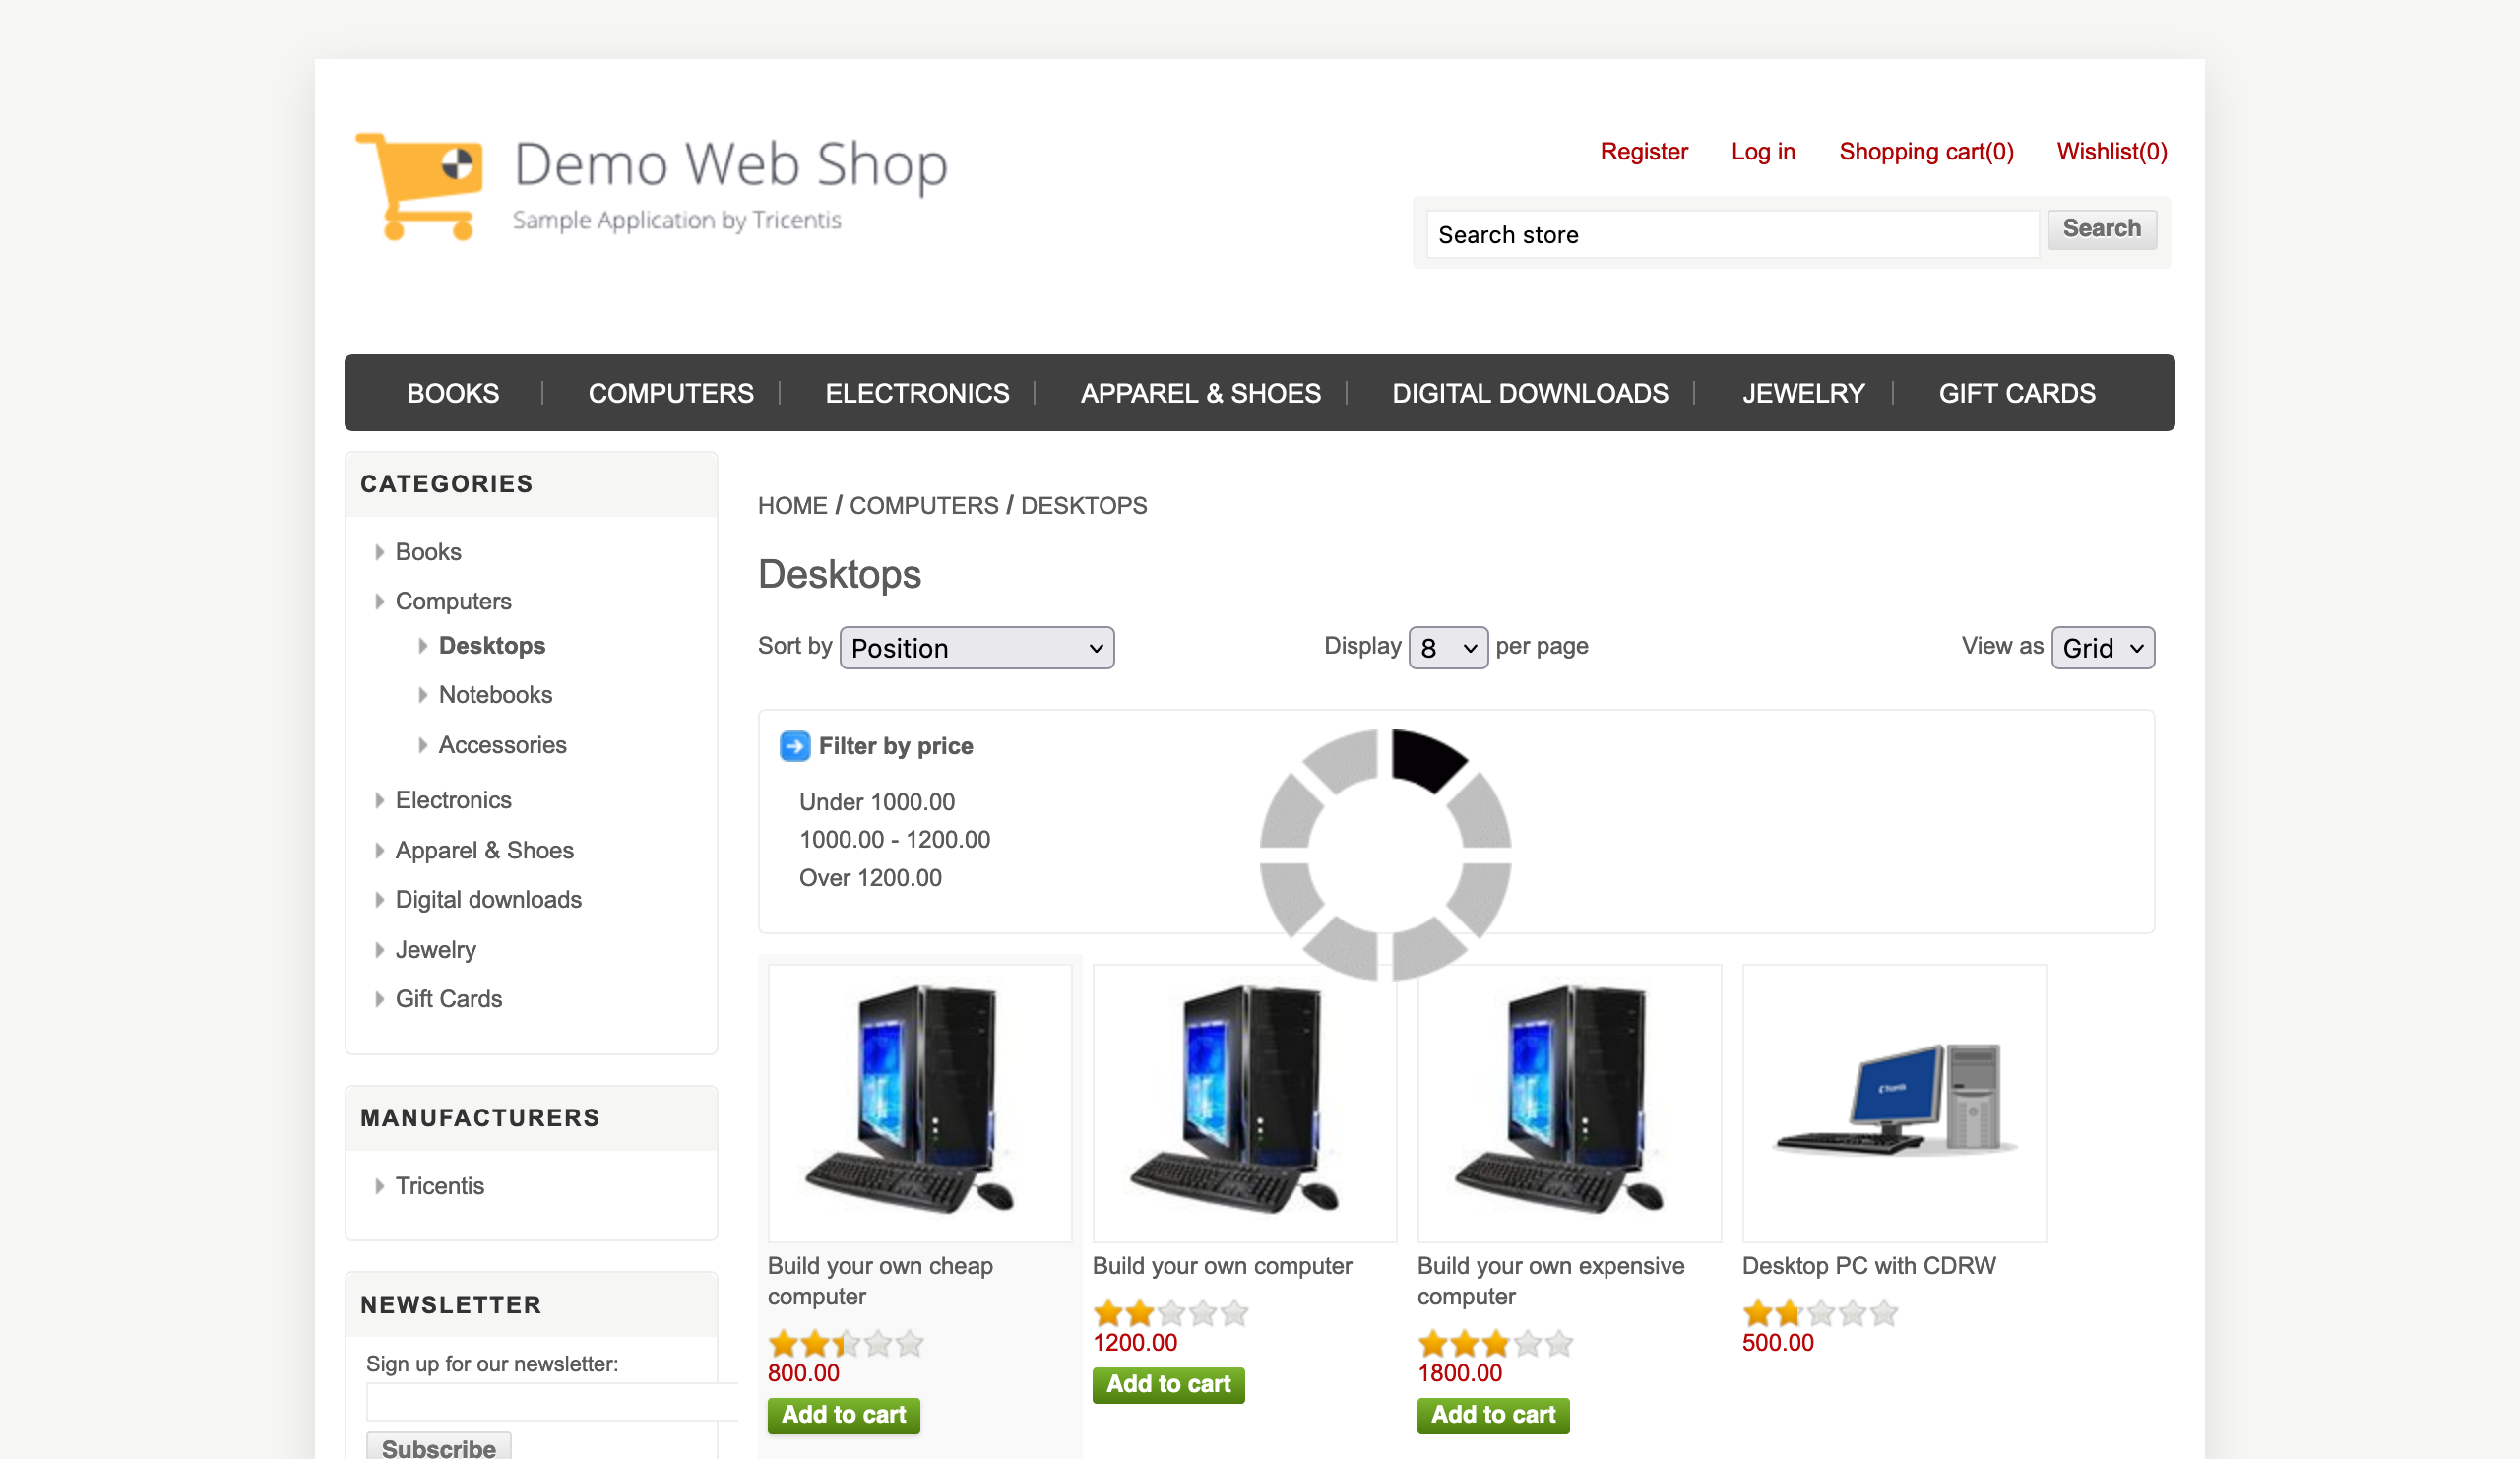 Demo Web Shop
Sample Application by Tricentis
Register Log in Shopping cart(0) Wishlist(0)
Search store Search
BOOKS COMPUTERS ELECTRONICS APPAREL & SHOES DIGITAL DOWNLOADS JEWELRY GIFT CARDS
CATEGORIES
Books
Computers
Desktops
Notebooks
Accessories
Electronics
Apparel & Shoes
Digital downloads
Jewelry
Gift Cards
MANUFACTURERS
Tricentis
NEWSLETTER
Sign up for our newsletter:
Subscribe
HOME / COMPUTERS / DESKTOPS
Desktops
Sort by Position Display 8 per page View as Grid
Filter by price
Under 1000.00
1000.00 - 1200.00
Over 1200.00
Build your own cheap
computer
800.00
Add to cart
Build your own computer
1200.00
Add to cart
Build your own expensive
computer
1800.00
Add to cart
Desktop PC with CDRW
500.00